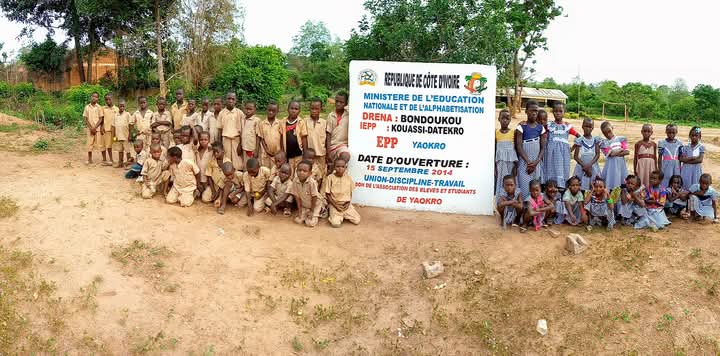 REPUBLIQUE DE CÔTE D'IVOIRE
MINISTERE DE L'EDUCATION
NATIONALE ET DE L'ALPHABETISATION
DRENA : BONDOUKOU
IEPP : KOUASSI-DATEKRO
EPP YAOKRO
DATE D'OUVERTURE :
15 SEPTEMBRE 2014
UNION-DISCIPLINE-TRAVAIL
DON DE L'ASSOCIATION DES ELEVES ET ETUDIANTS
DE YAOKRO